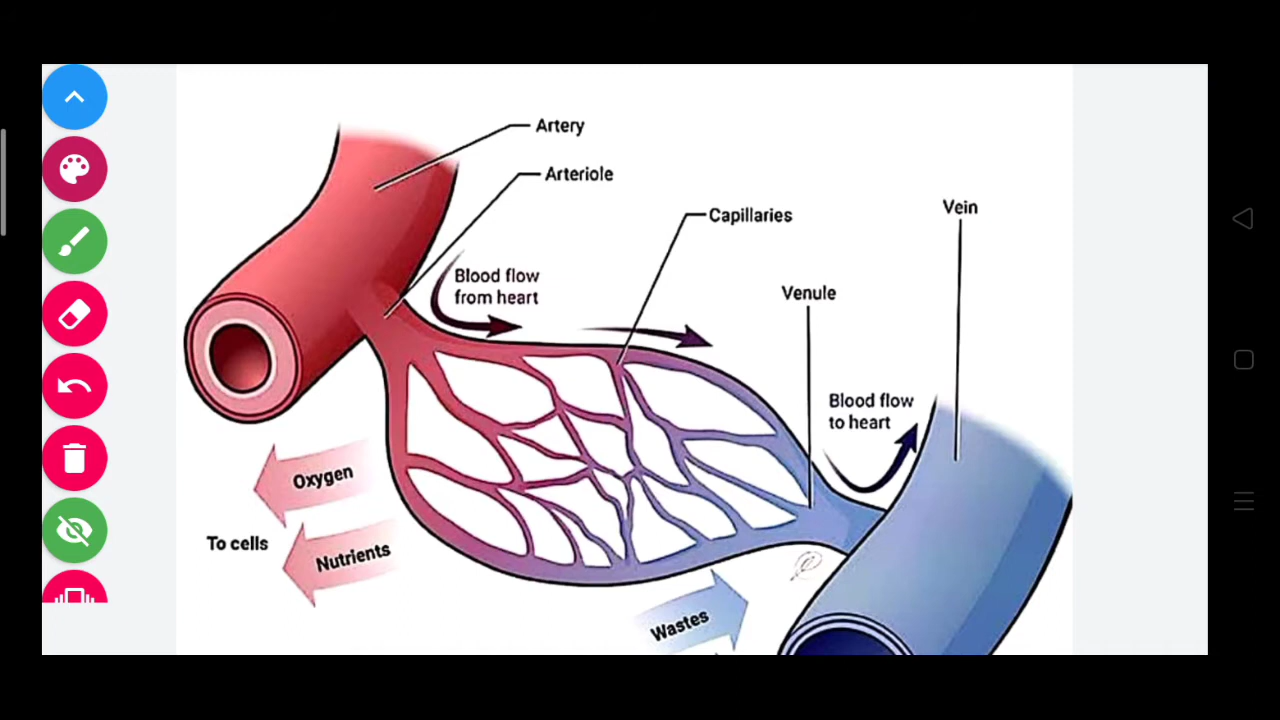 Artery
Arteriole
Capillaries
Vein
Blood flow
from heart
Venule
Blood flow
to heart
Oxygen
To cells
Nutrients
Wastes